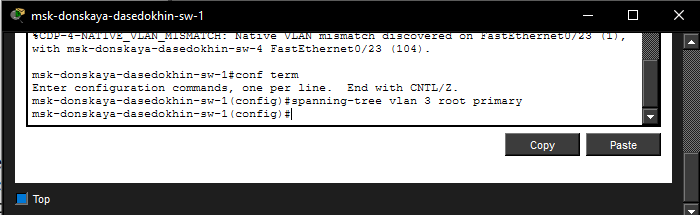 msk-donskaya-dasedokhin-sw-1
%CDP-4-NATIVE_VLAN_MISMATCH: Native VLAN mismatch discovered on FastEthernet0/23 (1),
with msk-donskaya-dasedokhin-sw-4 FastEthernet0/23 (104).
msk-donskaya-dasedokhin-sw-1#conf term
Enter configuration commands, one per line.  End with CNTL/Z.
msk-donskaya-dasedokhin-sw-1(config)#spanning-tree vlan 3 root primary
msk-donskaya-dasedokhin-sw-1(config)#
Copy
Paste
Top